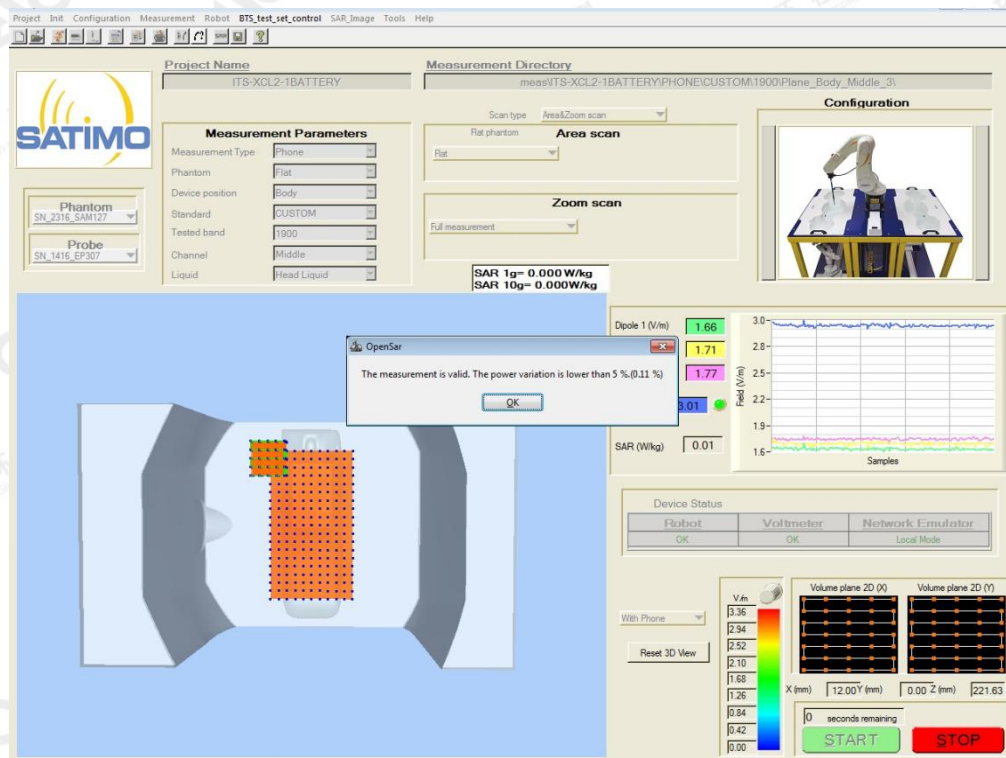 Project Init Configuration Measurement Robot BTS_test_set_control SAR_Image Tools Help
Project Name
ITS-XCL2-1BATTERY
Measurement Directory
meas\ITS-XCL2-1BATTERY\PHONE\CUSTOM\1900\Plane_Body_Middle_3\
SATIMO
Scan type Area&Zoom scan
Configuration
Measurement Parameters
Measurement Type Phone
Phantom Flat
Device position Body
Standard CUSTOM
Tested band 1900
Channel Middle
Liquid Head Liquid
Flat phantom Area scan
Flat
Zoom scan
Full measurement
Phantom
SN_2316_SAM127
Probe
SN_1416_EP307
SAR 1g= 0.000 W/kg
SAR 10g= 0.000W/kg
OpenSar
The measurement is valid. The power variation is lower than 5 %.(0.11 %)
OK
Dipole 1 (V/m) 1.66
1.71
1.77
3.01
SAR (W/kg) 0.01
Field (V/m)
3.0
2.8
2.5
2.2
1.9
1.6
Samples
Device Status
Robot Voltmeter Network Emulator
OK OK Local Mode
With Phone
Reset 3D View
V/m
3.36
2.94
2.52
2.10
1.68
1.26
0.84
0.42
0.00
Volume plane 2D (X) Volume plane 2D (Y)
X (mm) 12.00 Y (mm) 0.00 Z (mm) 221.63
0 seconds remaining
START STOP